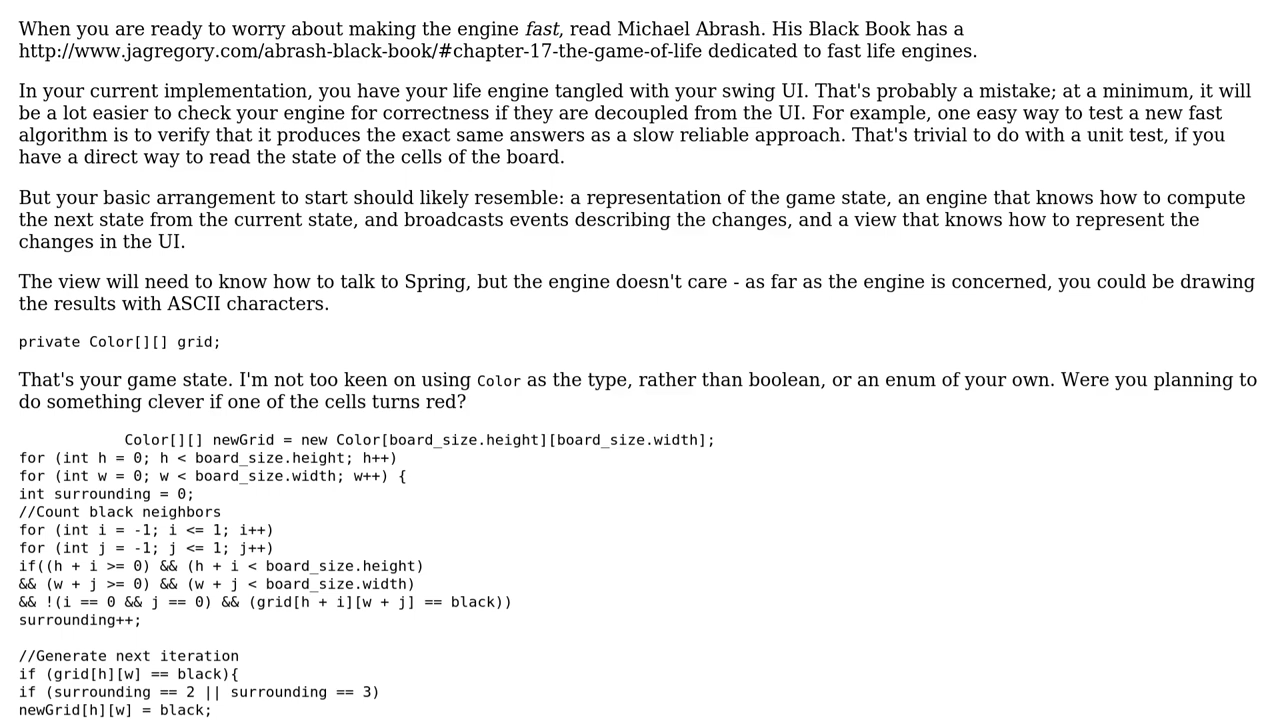 When you are ready to worry about making the engine fast, read Michael Abrash. His Black Book has a
http://www.jagregory.com/abrash-black-book/#chapter-17-the-game-of-life dedicated to fast life engines.
In your current implementation, you have your life engine tangled with your swing UI. That's probably a mistake; at a minimum, it will
be a lot easier to check your engine for correctness if they are decoupled from the UI. For example, one easy way to test a new fast
algorithm is to verify that it produces the exact same answers as a slow reliable approach. That's trivial to do with a unit test, if you
have a direct way to read the state of the cells of the board.
But your basic arrangement to start should likely resemble: a representation of the game state, an engine that knows how to compute
the next state from the current state, and broadcasts events describing the changes, and a view that knows how to represent the
changes in the UI.
The view will need to know how to talk to Spring, but the engine doesn't care - as far as the engine is concerned, you could be drawing
the results with ASCII characters.
private Color[][] grid;
That's your game state. I'm not too keen on using Color as the type, rather than boolean, or an enum of your own. Were you planning to
do something clever if one of the cells turns red?
Color[][] newGrid = new Color[board_size.height][board_size.width];
for (int h = 0; h < board_size.height; h++)
for (int w = 0; w < board_size.width; w++) {
int surrounding = 0;
//Count black neighbors
for (int i = -1; i <= 1; i++)
for (int j = -1; j <= 1; j++)
if((h + i >= 0) && (h + i < board_size.height)
&& (w + j >= 0) && (w + j < board_size.width)
&& !(i == 0 && j == 0) && (grid[h + i][w + j] == black))
surrounding++;
//Generate next iteration
if (grid[h][w] == black){
if (surrounding == 2 || surrounding == 3)
newGrid[h][w] = black;